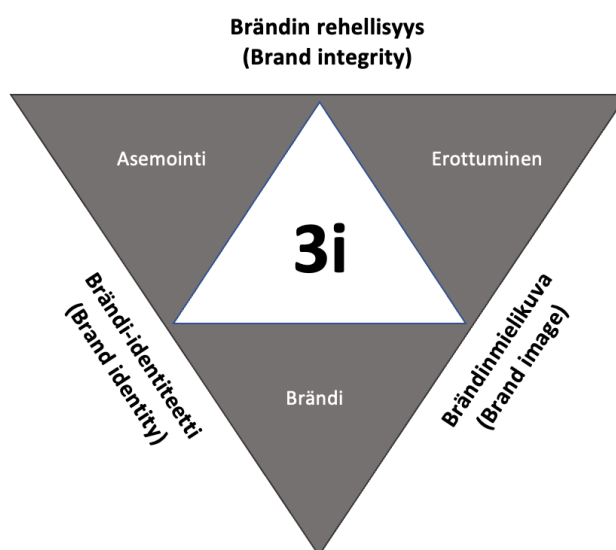 Brändin rehellisyys
(Brand integrity)
Asemointi
Erottuminen
3i
Brändi-identiteetti
(Brand identity)
Brändinmielikuva
(Brand image)
Brändi